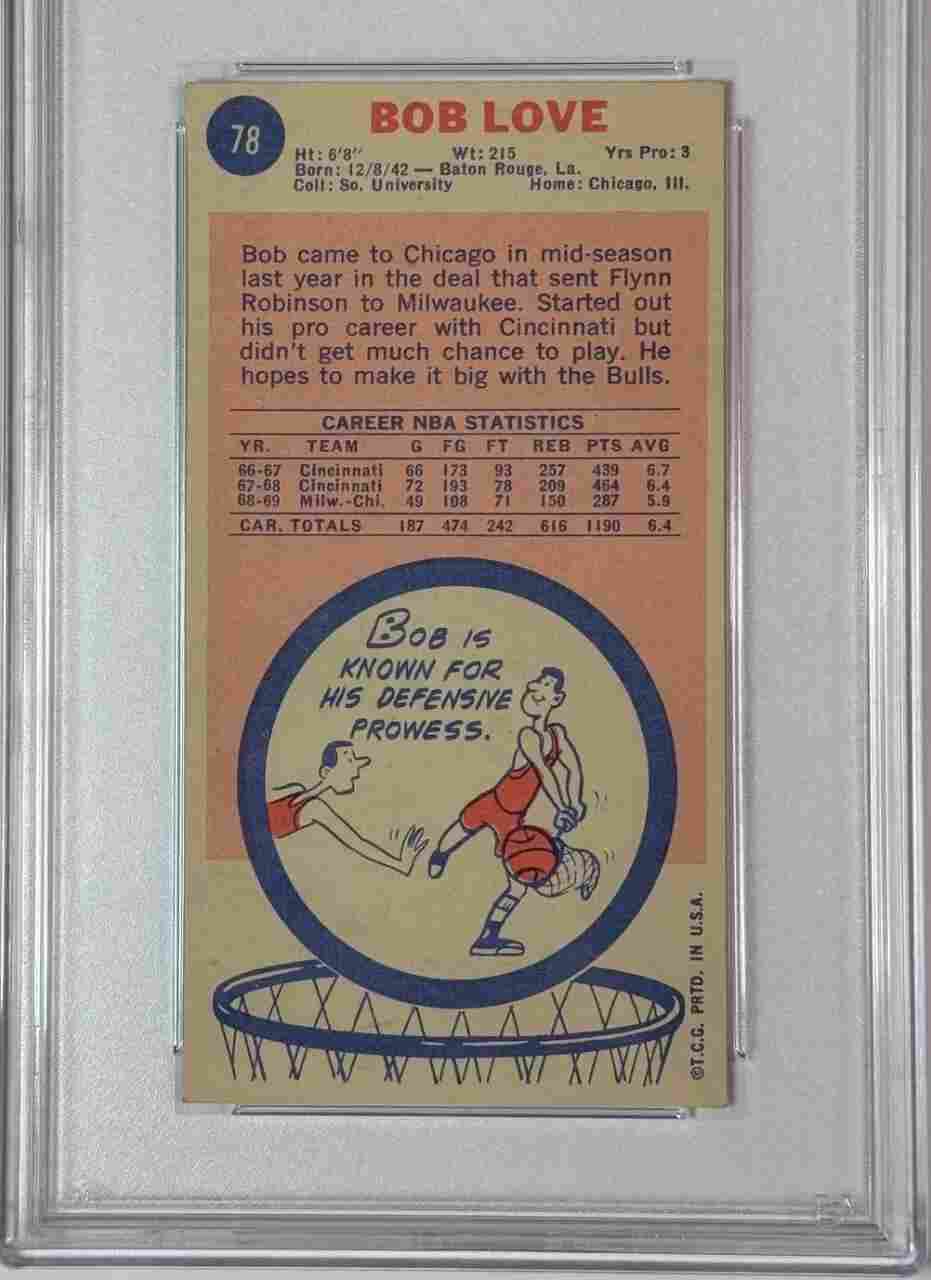 78
BOB LOVE
Ht: 6'8" Wt: 215 Yrs Pro: 3
Born: 12/8/42 — Baton Rouge, La.
Coll: So. University Home: Chicago, Ill.
Bob came to Chicago in mid-season
last year in the deal that sent Flynn
Robinson to Milwaukee. Started out
his pro career with Cincinnati but
didn't get much chance to play. He
hopes to make it big with the Bulls.
CAREER NBA STATISTICS
YR. TEAM G FG FT REB PTS AVG
66-67 Cincinnati 66 173 93 257 439 6.7
67-68 Cincinnati 72 193 78 209 464 6.4
68-69 Milw.-Chi. 49 108 71 150 287 5.9
CAR. TOTALS 187 474 242 616 1190 6.4
BOB IS
KNOWN FOR
HIS DEFENSIVE
PROWESS.
©T.C.G. PRTD. IN U.S.A.